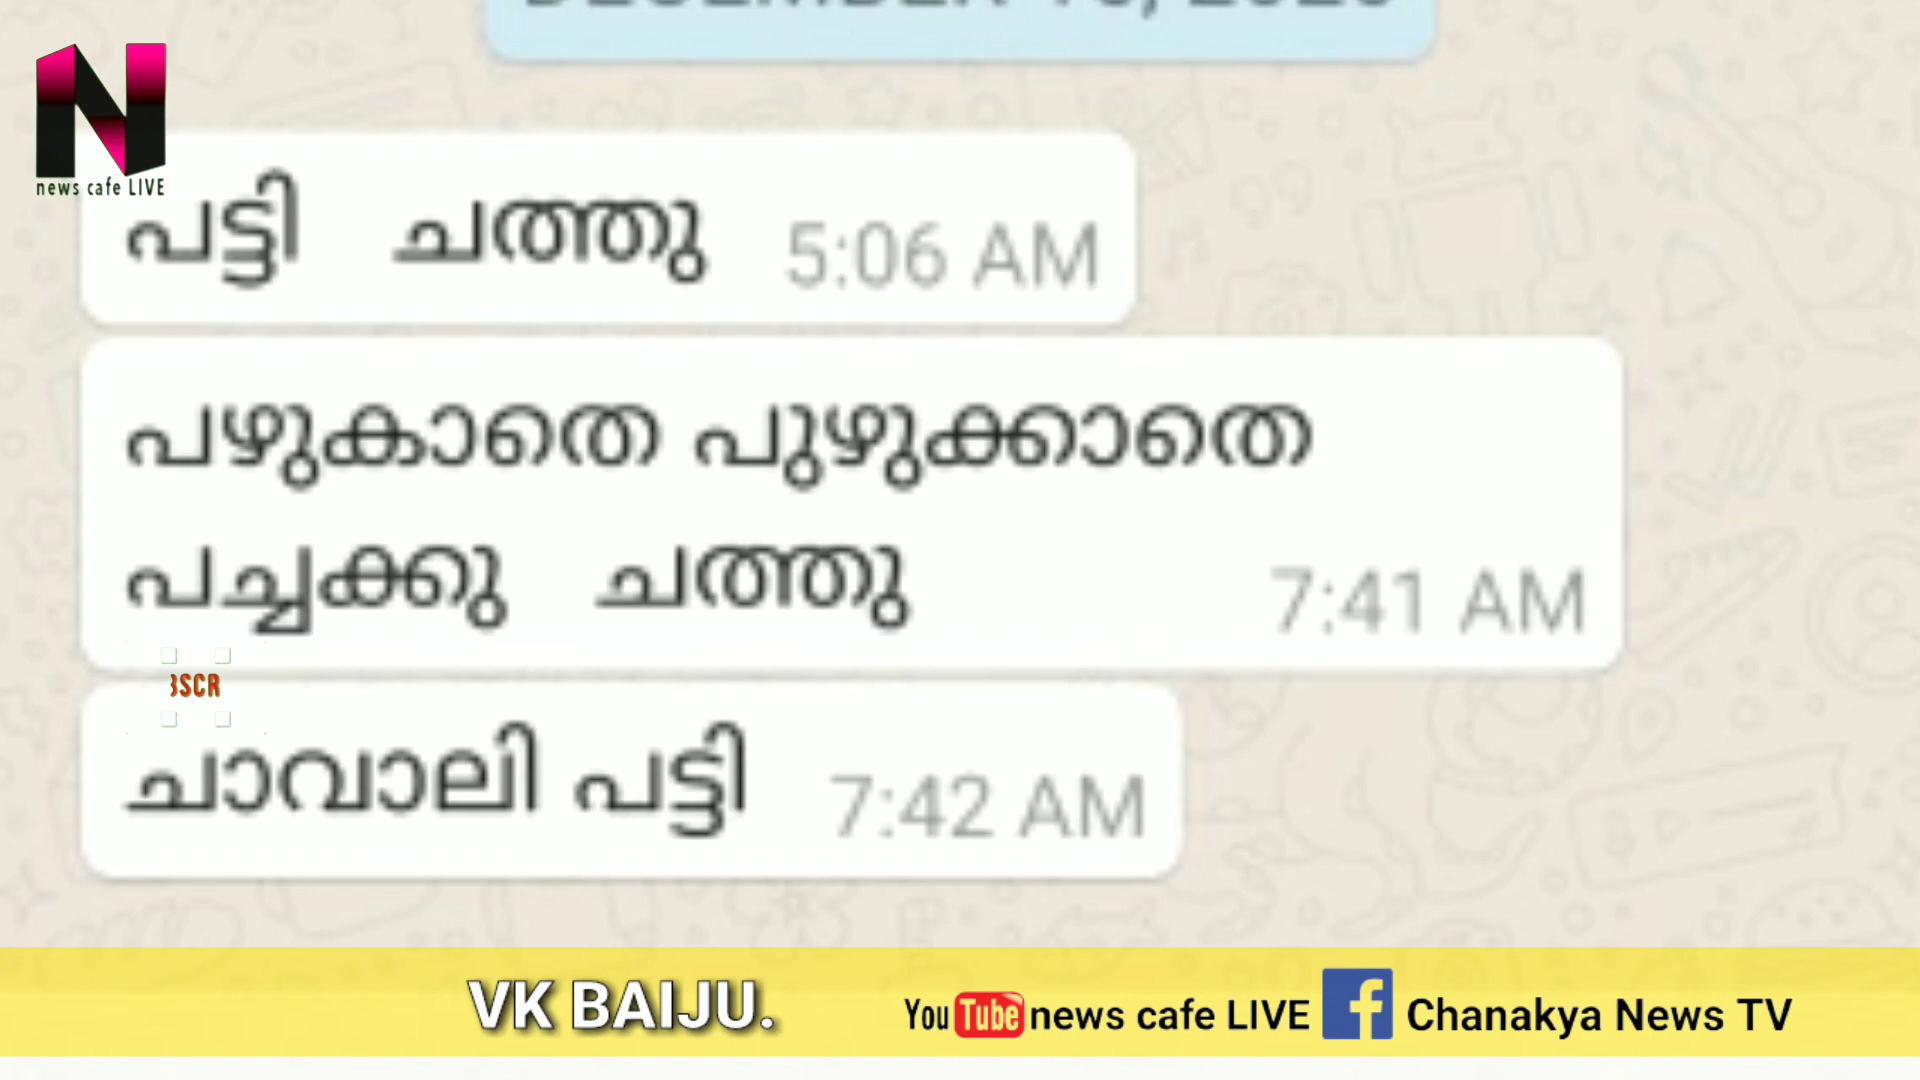 news cafe LIVE
പട്ടി ചത്തു 5:06 AM
പഴുകാതെ പുഴുക്കാതെ
പച്ചക്കു ചത്തു 7:41 AM
BSCR
ചാവാലി പട്ടി 7:42 AM
VK BAIJU.
YouTube news cafe LIVE f Chanakya News TV